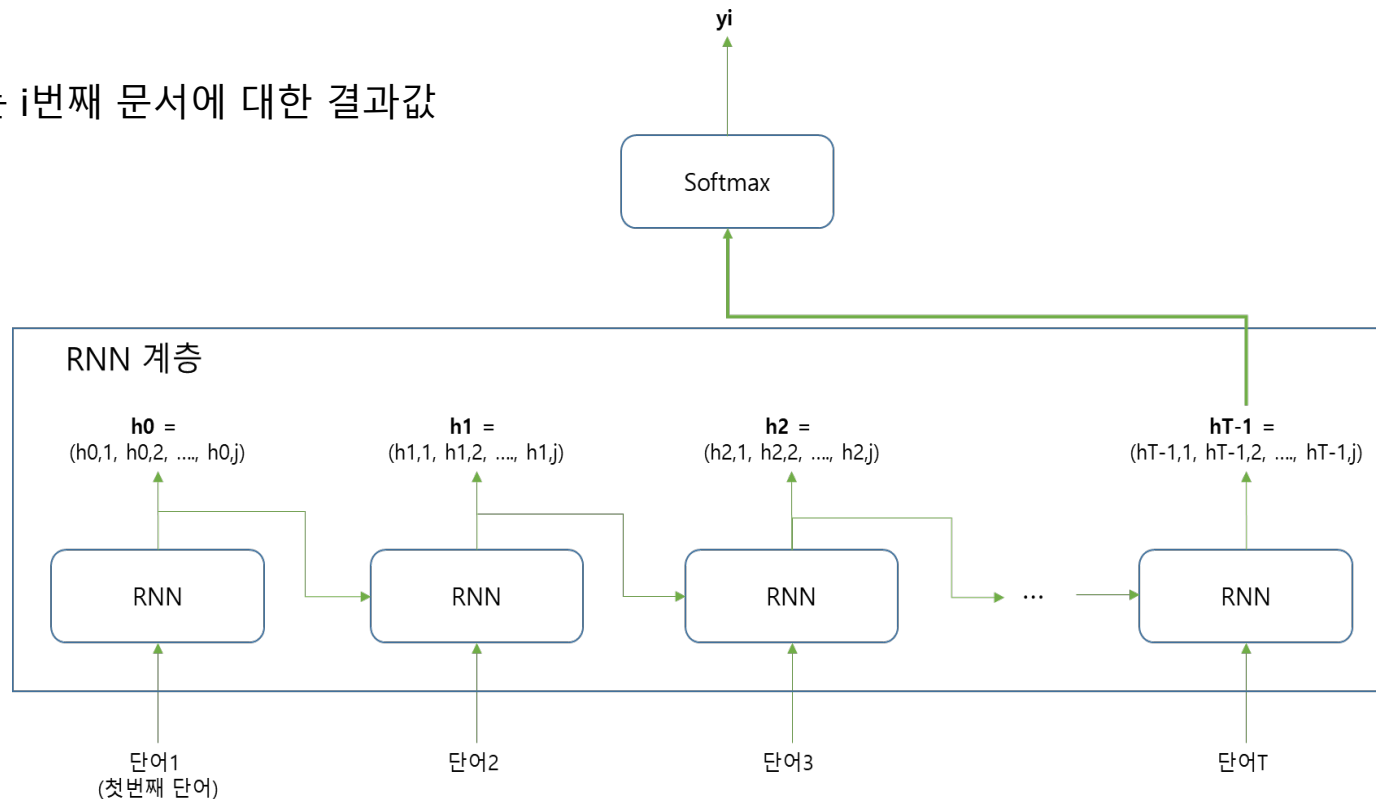 yi
i번째 문서에 대한 결과값
Softmax
RNN 계층
h0 =
(h0,1, h0,2, ...., h0,j)
h1 =
(h1,1, h1,2, ...., h1,j)
h2 =
(h2,1, h2,2, ...., h2,j)
hT-1 =
(hT-1,1, hT-1,2, ...., hT-1,j)
RNN
RNN
RNN
...
RNN
단어1
(첫번째 단어)
단어2
단어3
단어T